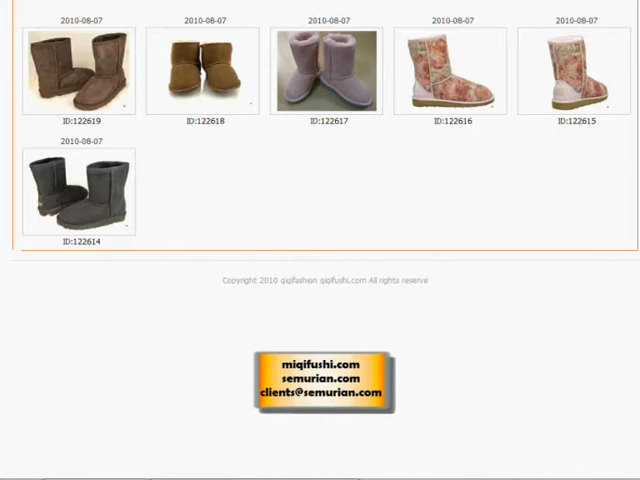 2010-08-07 2010-08-07 2010-08-07 2010-08-07 2010-08-07
ID:122619 ID:122618 ID:122617 ID:122616 ID:122615
2010-08-07
ID:122614
Copyright 2010 qiqifashion qiqifushi.com All rights reserve
miqifushi.com
semurian.com
clients@semurian.com